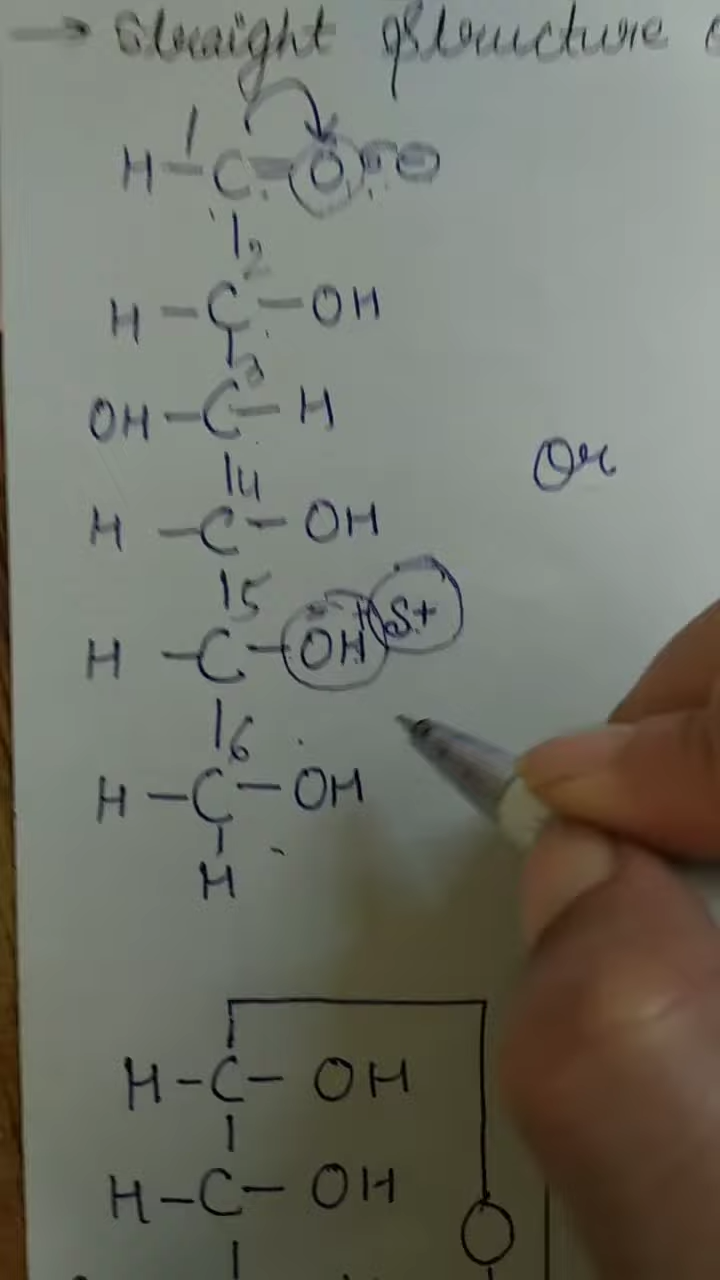 → Straight Structure
H-C=O
1
2
H-C-OH
3
OH-C-H
Or
4
H-C-OH
5
H-C-OH S+
6
H-C-OH
H
H-C-OH
H-C-OH
O